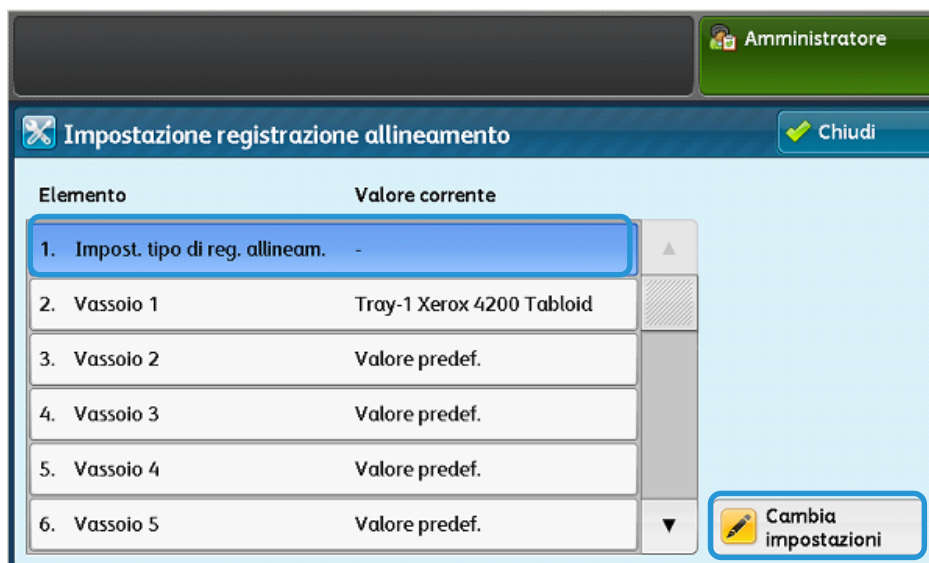 Amministratore
Impostazione registrazione allineamento
Chiudi
Elemento Valore corrente
1. Impost. tipo di reg. allineam. -
2. Vassoio 1 Tray-1 Xerox 4200 Tabloid
3. Vassoio 2 Valore predef.
4. Vassoio 3 Valore predef.
5. Vassoio 4 Valore predef.
6. Vassoio 5 Valore predef.
Cambia
impostazioni